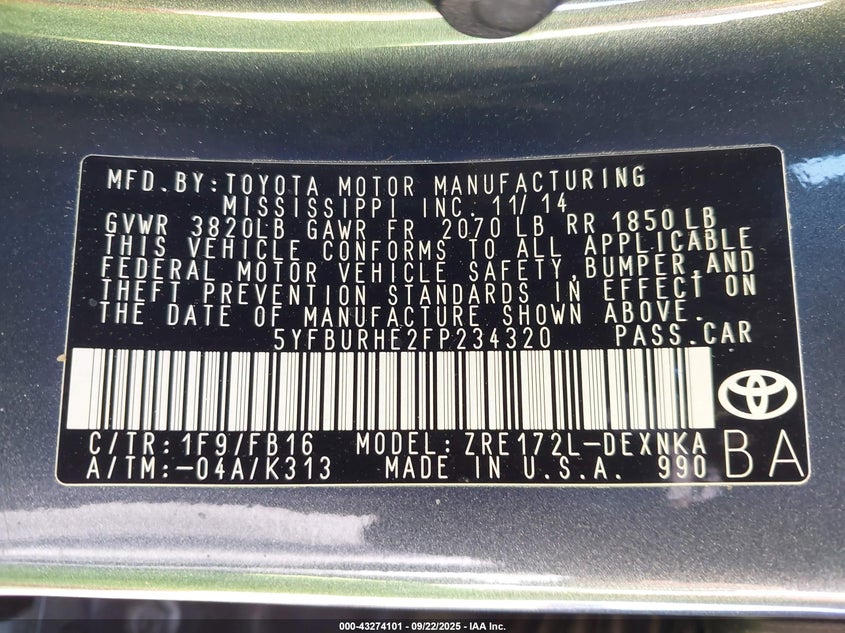 MFD.BY:TOYOTA MOTOR MANUFACTURING
MISSISSIPPI INC. 11/14
GVWR 3820LB GAWR FR 2070 LB RR 1850LB
THIS VEHICLE CONFORMS TO ALL APPLICABLE
FEDERAL MOTOR VEHICLE SAFETY,BUMPER,AND
THEFT PREVENTION STANDARDS IN EFFECT ON
THE DATE OF MANUFACTURE SHOWN ABOVE.
5YFBURHE2FP234320 PASS.CAR
C/TR:1F9/FB16 MODEL:ZRE172L-DEXNKA
A/TM:-04A/K313 MADE IN U.S.A. 990
BA
000-43274101 - 09/22/2025 - IAA Inc.